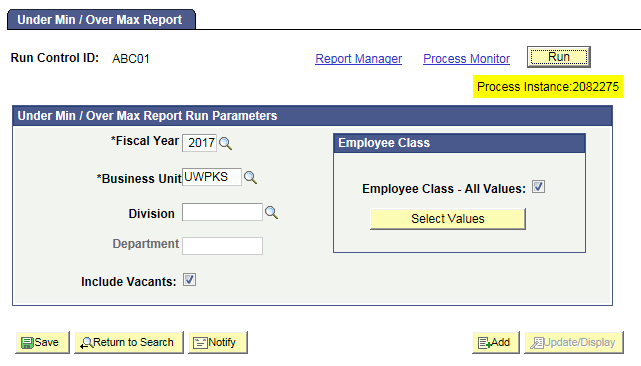 Under Min / Over Max Report
Run Control ID: ABC01 Report Manager Process Monitor Run
Process Instance:2082275
Under Min / Over Max Report Run Parameters
*Fiscal Year 2017
*Business Unit UWPKS
Division
Department
Include Vacants:
Employee Class
Employee Class - All Values:
Select Values
Save Return to Search Notify Add Update/Display